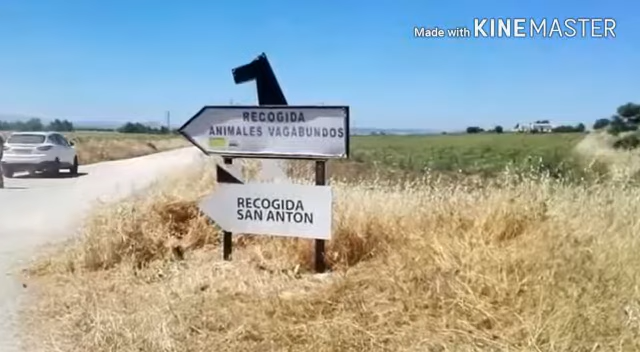 Made with KINEMASTER
RECOGIDA
ANIMALES VAGABUNDOS
RECOGIDA
SAN ANTON